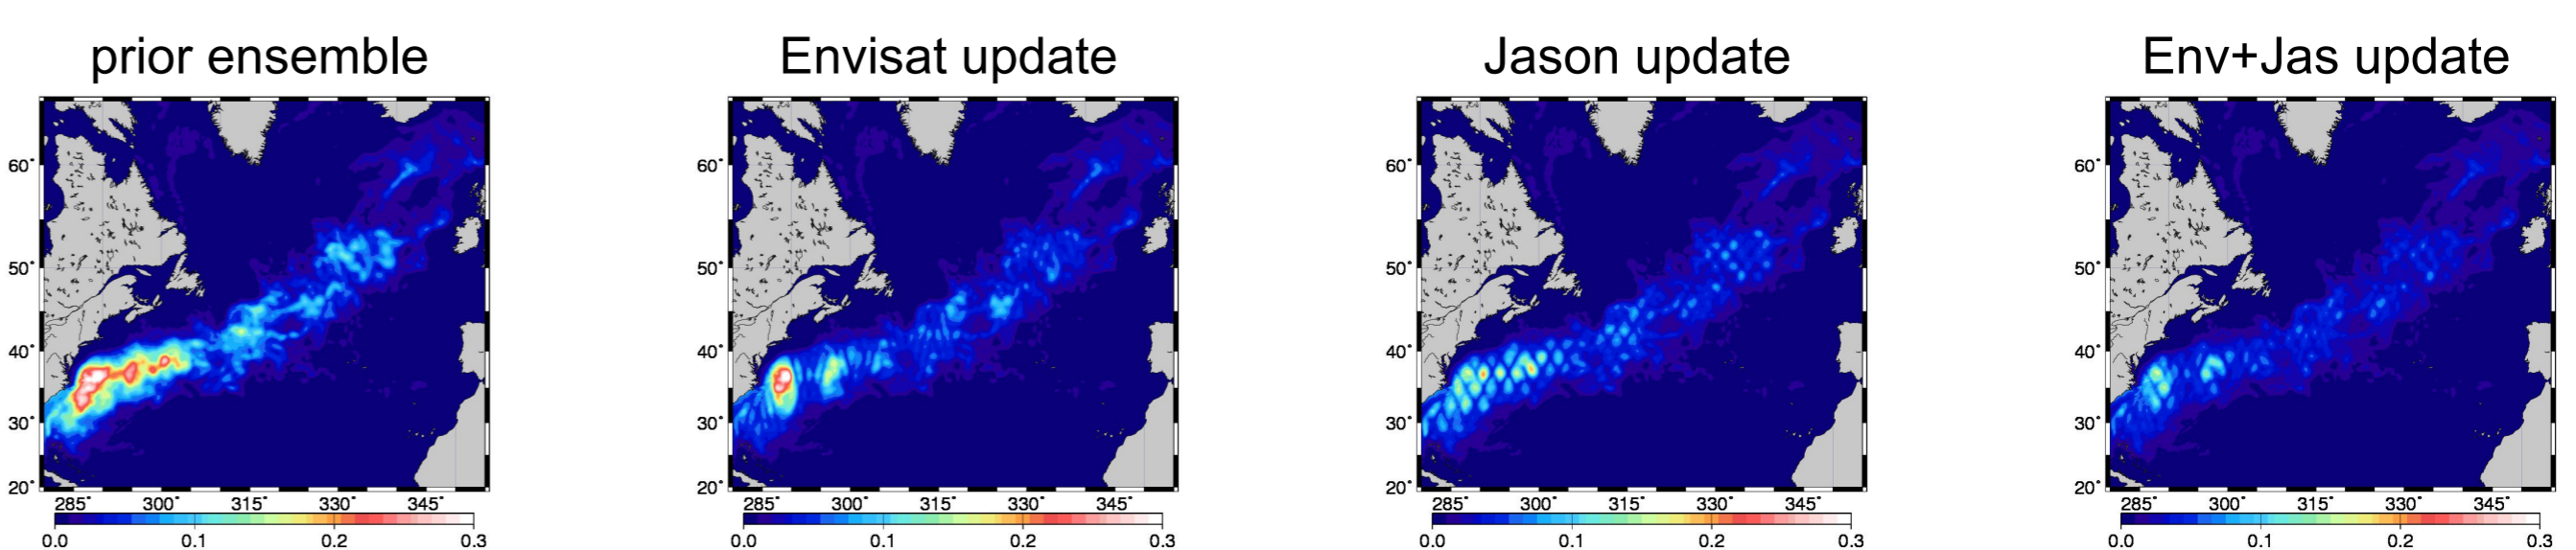 prior ensemble Envisat update Jason update Env+Jas update
60° 60° 60° 60°
50° 50° 50° 50°
40° 40° 40° 40°
30° 30° 30° 30°
20° 20° 20° 20°
285° 300° 315° 330° 345° 285° 300° 315° 330° 345° 285° 300° 315° 330° 345° 285° 300° 315° 330° 345°
0.0 0.1 0.2 0.3 0.0 0.1 0.2 0.3 0.0 0.1 0.2 0.3 0.0 0.1 0.2 0.3